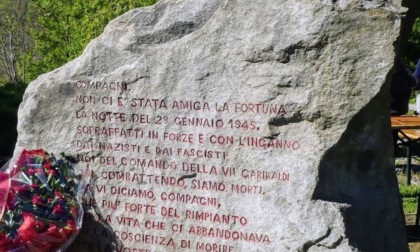 COMPAGNI,
NON CI E' STATA AMICA LA FORTUNA
LA NOTTE DEL 29 GENNAIO 1945.
SOPRAFFATTI IN FORZE E CON L'INGANNO
DAI NAZISTI E DAI FASCISTI
NOI DEL COMANDO DELLA VII GARIBALDI
COMBATTENDO, SIAMO MORTI.
VI DICIAMO, COMPAGNI,
PIU' FORTE DEL RIMPIANTO
LA VITA CHE CI ABBANDONAVA
COSCIENZA DI MORIRE